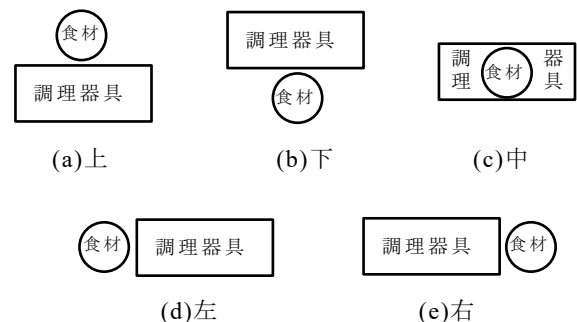 食材
調理器具
(a)上
調理器具
食材
(b)下
調理
食材
器具
(c)中
食材
調理器具
(d)左
調理器具
食材
(e)右